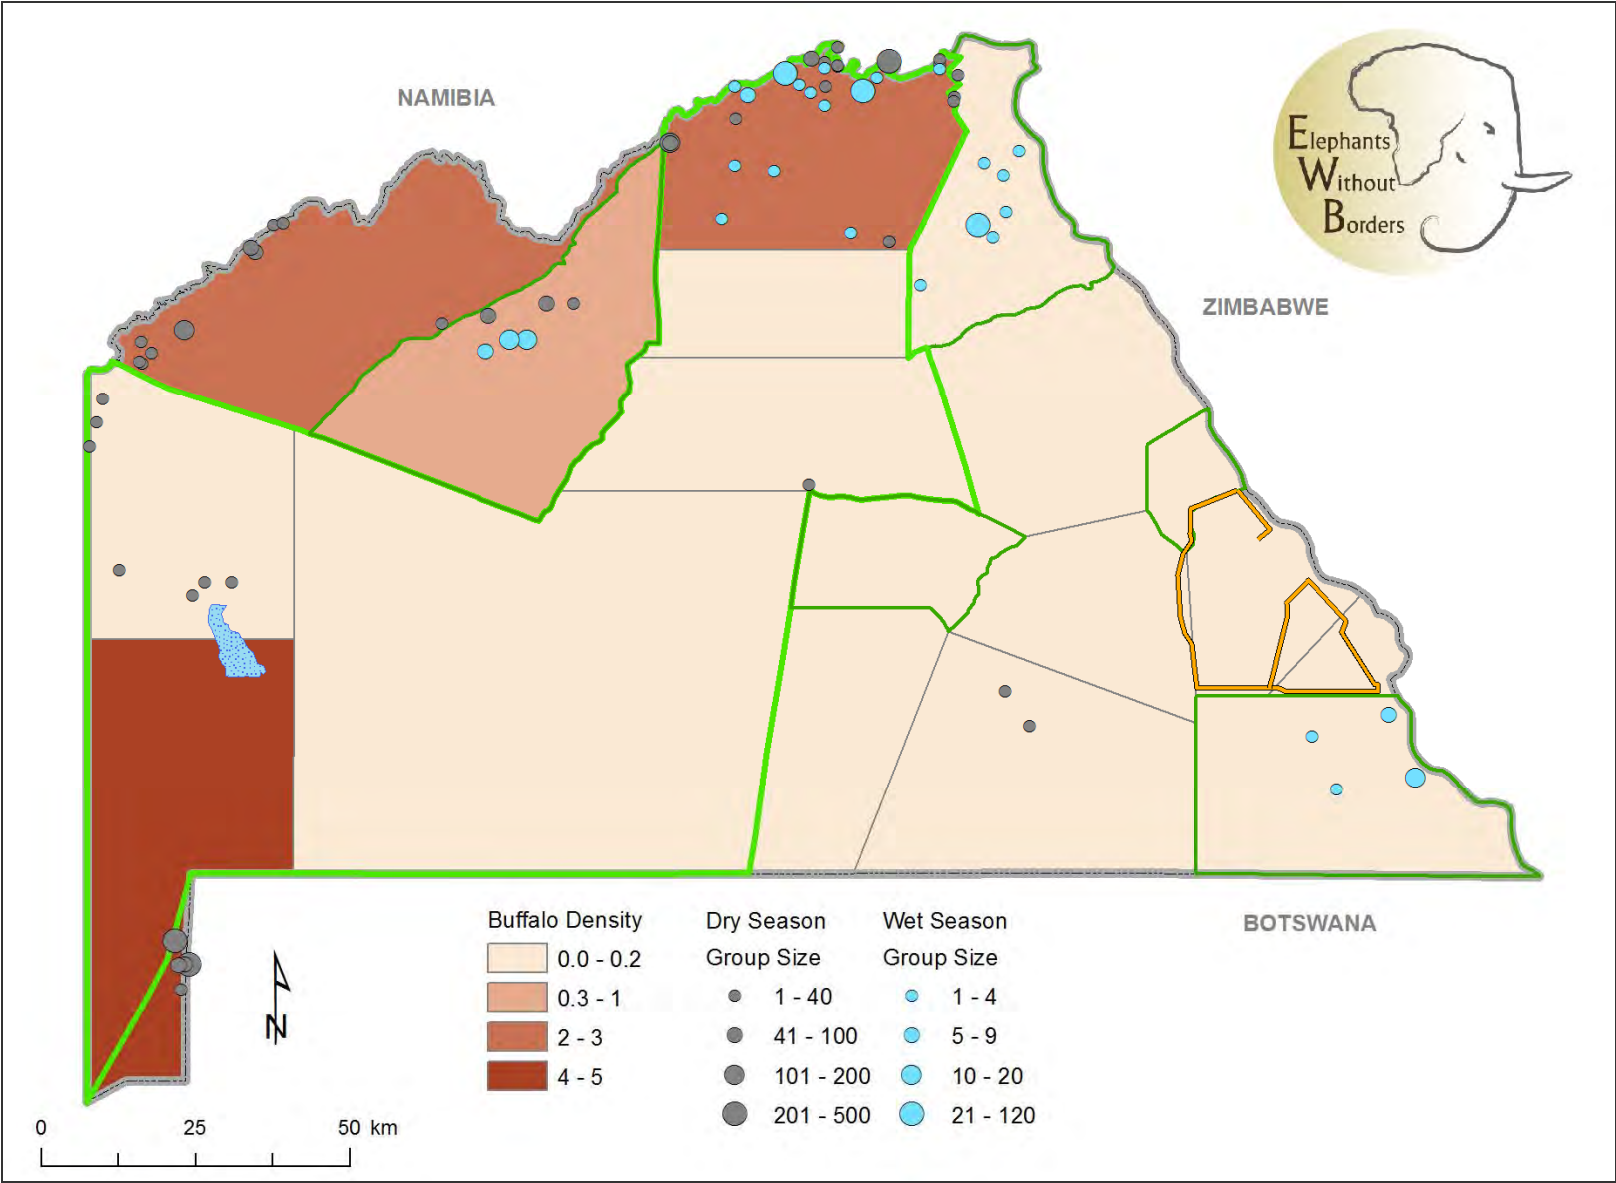 NAMIBIA
Elephants
Without
Borders
ZIMBABWE
BOTSWANA
Buffalo Density
0.0 - 0.2
0.3 - 1
2 - 3
4 - 5
Dry Season
Group Size
1 - 40
41 - 100
101 - 200
201 - 500
Wet Season
Group Size
1 - 4
5 - 9
10 - 20
21 - 120
N
0 25 50 km